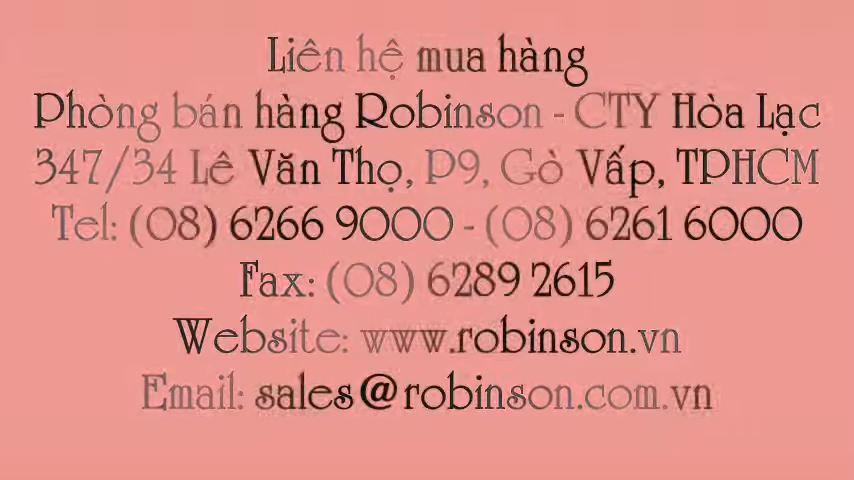 Liên hệ mua hàng
Phòng bán hàng Robinson - CTY Hòa Lạc
347/34 Lê Văn Thọ, P9, Gò Vấp, TPHCM
Tel: (08) 6266 9000 - (08) 6261 6000
Fax: (08) 6289 2615
Website: www.robinson.vn
Email: sales@robinson.com.vn